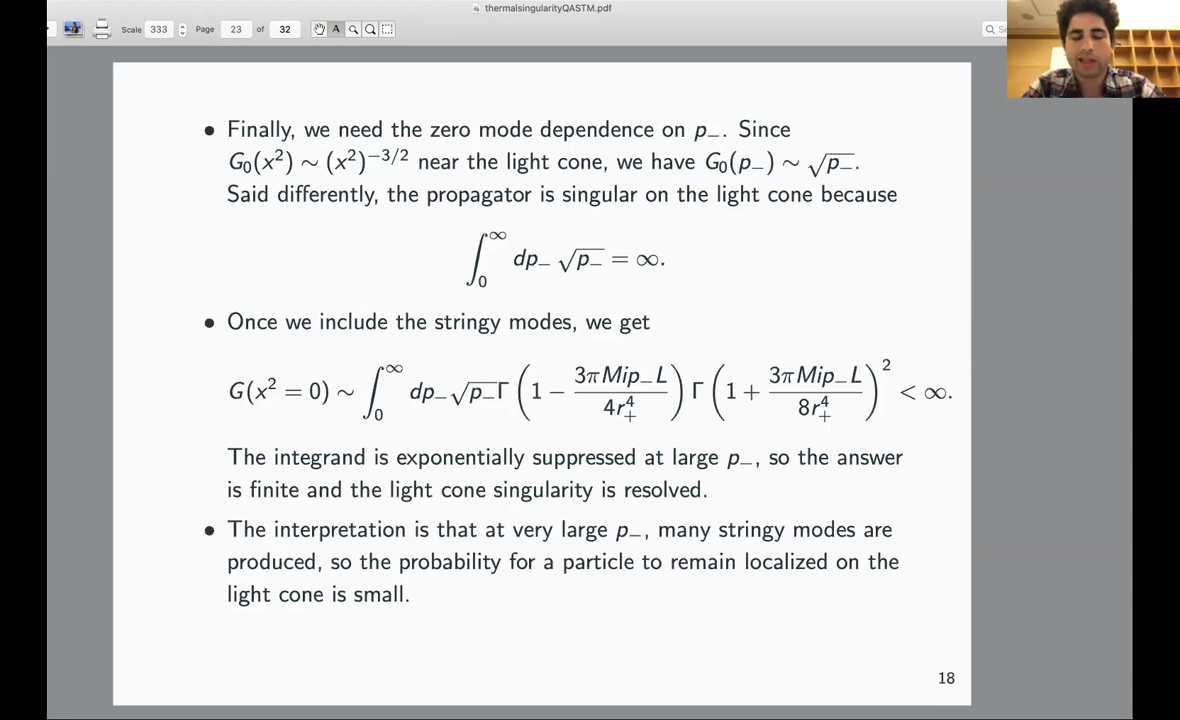 thermalsingularityQASTM.pdf
Scale 333 Page 23 of 32
• Finally, we need the zero mode dependence on p₋. Since
G₀(x²) ∼ (x²)^{−3/2} near the light cone, we have G₀(p₋) ∼ √p₋.
Said differently, the propagator is singular on the light cone because
∫₀^∞ dp₋ √p₋ = ∞.
• Once we include the stringy modes, we get
G(x² = 0) ∼ ∫₀^∞ dp₋ √p₋ Γ (1 − 3πMip₋L / 4r₊⁴) Γ (1 + 3πMip₋L / 8r₊⁴)² < ∞.
The integrand is exponentially suppressed at large p₋, so the answer
is finite and the light cone singularity is resolved.
• The interpretation is that at very large p₋, many stringy modes are
produced, so the probability for a particle to remain localized on the
light cone is small.
18